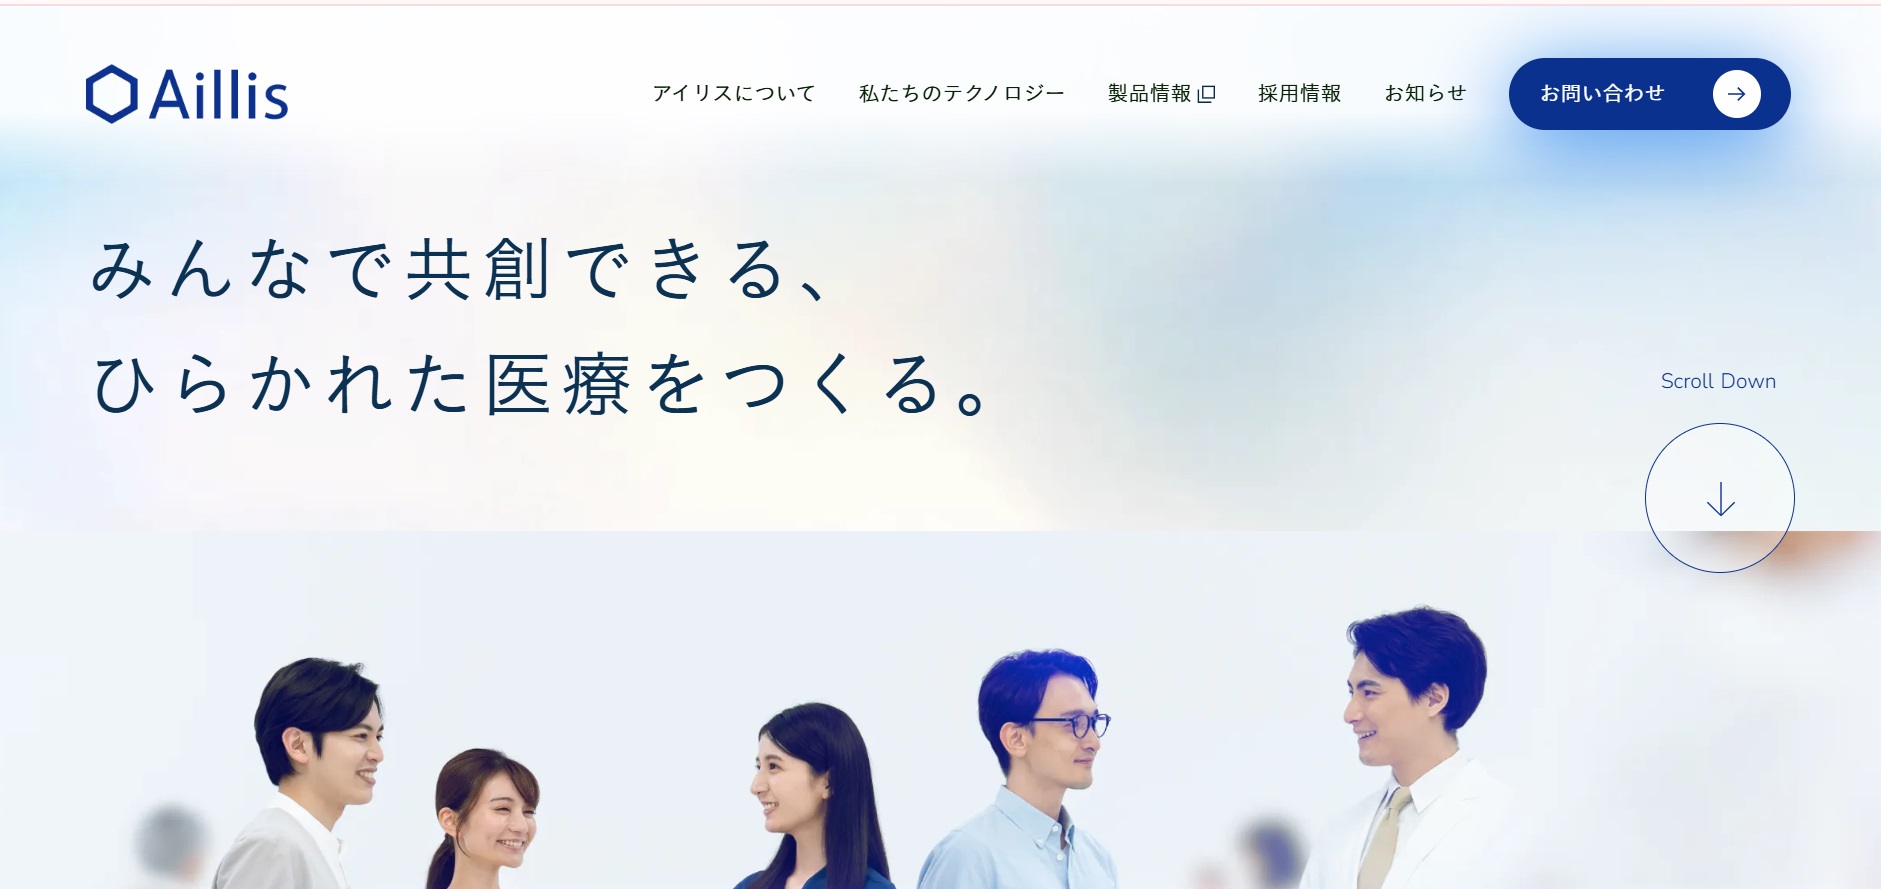 Aillis
アイリスについて
私たちのテクノロジー
製品情報
採用情報
お知らせ
お問い合わせ
みんなで共創できる、
ひらかれた医療をつくる。
Scroll Down